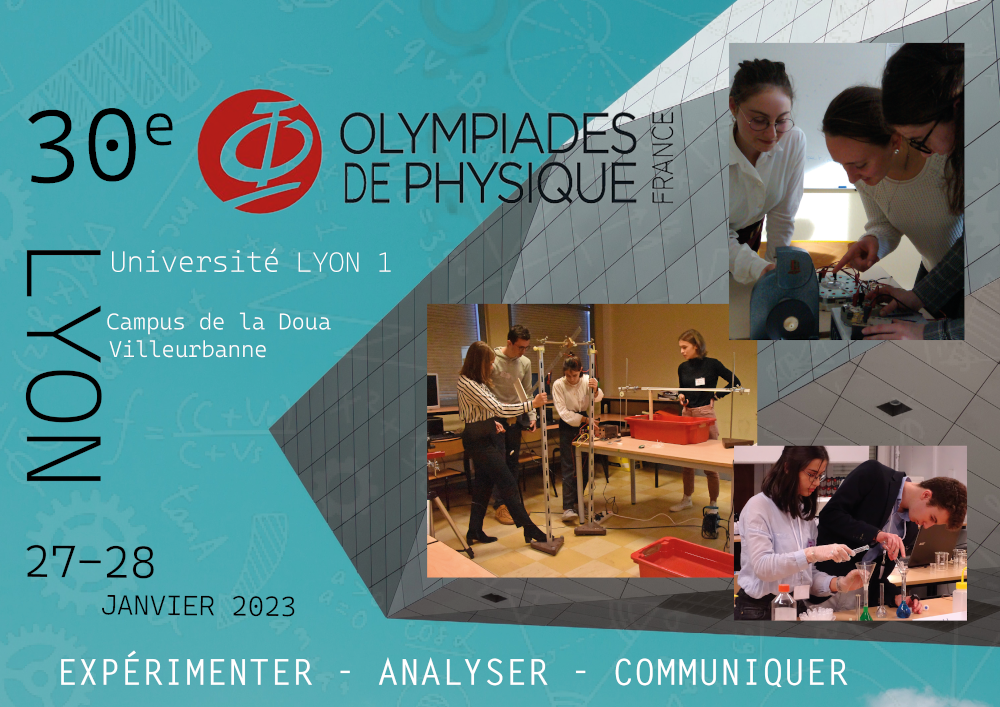 30e
OLYMPIADES
DE PHYSIQUE
FRANCE
LYON
Université LYON 1
Campus de la Doua
Villeurbanne
27-28
JANVIER 2023
EXPÉRIMENTER - ANALYSER - COMMUNIQUER